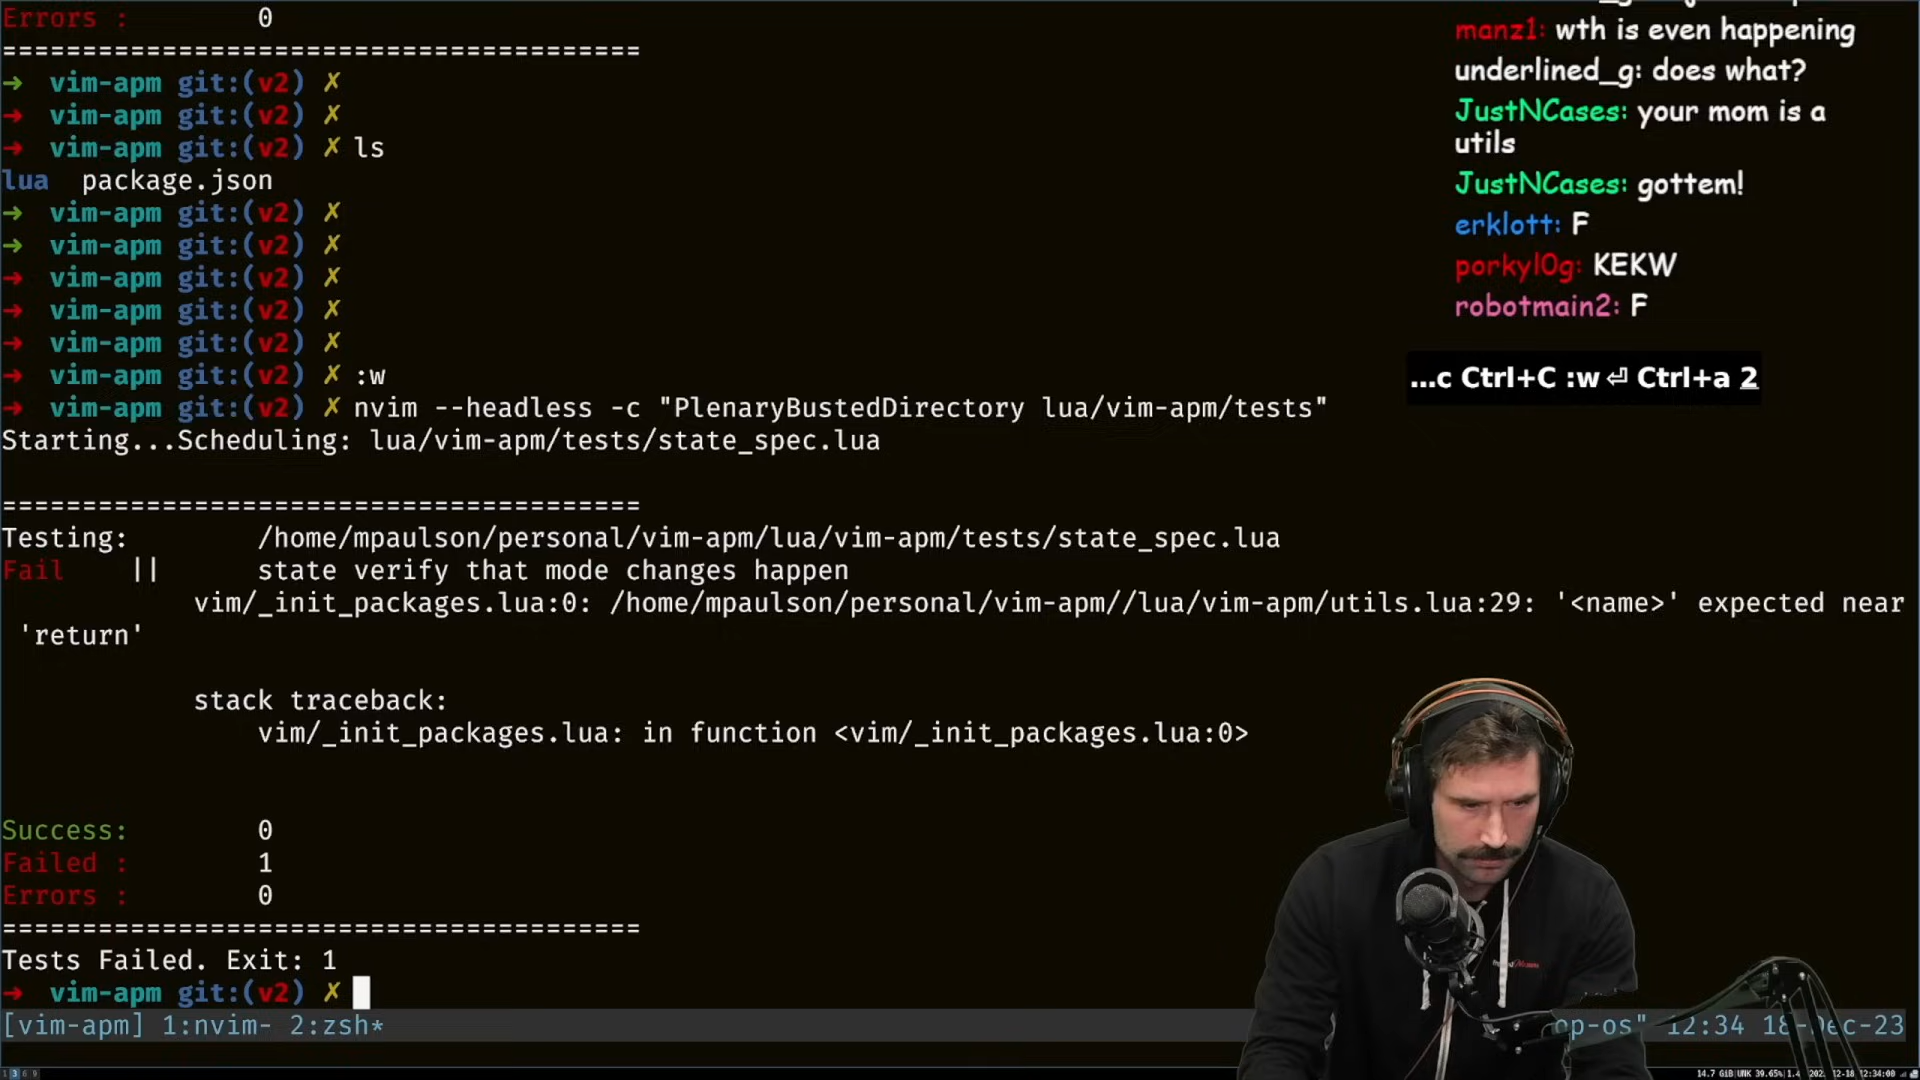 Errors : 0
========================================
→ vim-apm git:(v2) ✗
→ vim-apm git:(v2) ✗
→ vim-apm git:(v2) ✗ ls
lua package.json
→ vim-apm git:(v2) ✗
→ vim-apm git:(v2) ✗
→ vim-apm git:(v2) ✗
→ vim-apm git:(v2) ✗
→ vim-apm git:(v2) ✗
→ vim-apm git:(v2) ✗ :w
→ vim-apm git:(v2) ✗ nvim --headless -c "PlenaryBustedDirectory lua/vim-apm/tests"
Starting...Scheduling: lua/vim-apm/tests/state_spec.lua
========================================
Testing: /home/mpaulson/personal/vim-apm/lua/vim-apm/tests/state_spec.lua
Fail || state verify that mode changes happen
vim/_init_packages.lua:0: /home/mpaulson/personal/vim-apm//lua/vim-apm/utils.lua:29: '<name>' expected near
'return'
stack traceback:
vim/_init_packages.lua: in function <vim/_init_packages.lua:0>
Success: 0
Failed : 1
Errors : 0
========================================
Tests Failed. Exit: 1
→ vim-apm git:(v2) ✗
[vim-apm] 1:nvim- 2:zsh*
op-os" 12:34 18-Dec-23
manz1: wth is even happening
underlined_g: does what?
JustNCases: your mom is a
utils
JustNCases: gottem!
erklott: F
porkyl0g: KEKW
robotmain2: F
...c Ctrl+C :w⏎ Ctrl+a 2